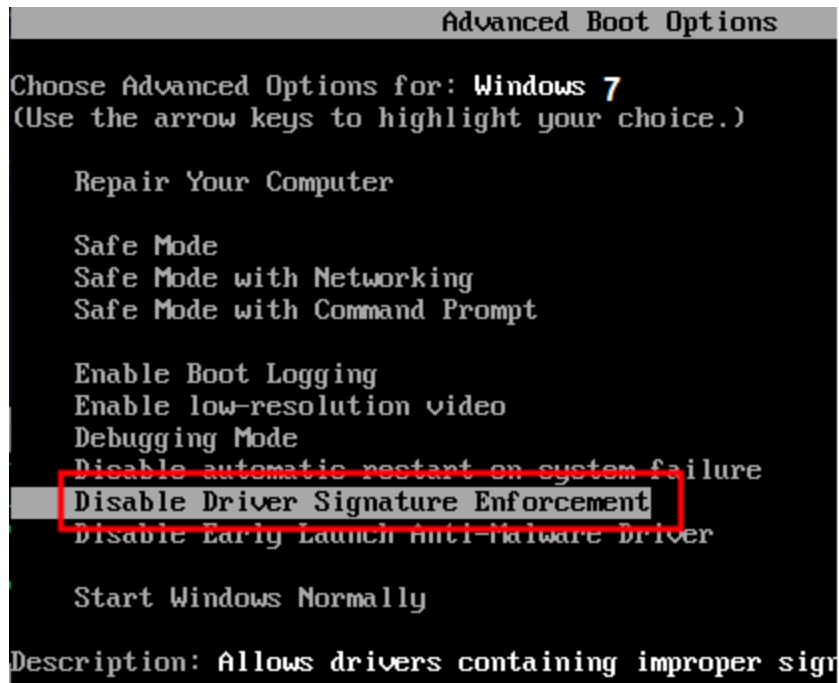 Advanced Boot Options
Choose Advanced Options for: Windows 7
(Use the arrow keys to highlight your choice.)
Repair Your Computer
Safe Mode
Safe Mode with Networking
Safe Mode with Command Prompt
Enable Boot Logging
Enable low-resolution video
Debugging Mode
Disable automatic restart on system failure
Disable Driver Signature Enforcement
Disable Early Launch Anti-Malware Driver
Start Windows Normally
Description: Allows drivers containing improper sign